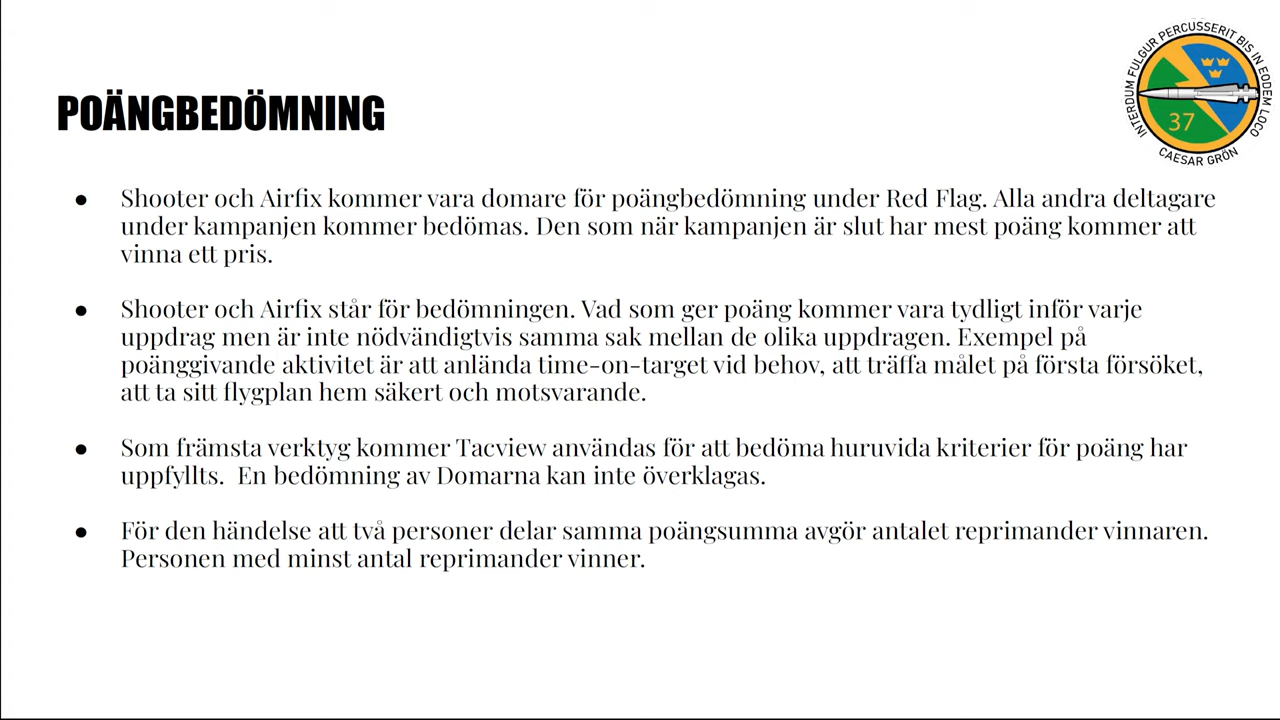 INTERDUM FULGUR PERCUSSERIT BIS IN EODEM LOCO
37
CAESAR GRÖN
POÄNGBEDÖMNING
● Shooter och Airfix kommer vara domare för poängbedömning under Red Flag. Alla andra deltagare
under kampanjen kommer bedömas. Den som när kampanjen är slut har mest poäng kommer att
vinna ett pris.
● Shooter och Airfix står för bedömningen. Vad som ger poäng kommer vara tydligt inför varje
uppdrag men är inte nödvändigtvis samma sak mellan de olika uppdragen. Exempel på
poänggivande aktivitet är att anlända time-on-target vid behov, att träffa målet på första försöket,
att ta sitt flygplan hem säkert och motsvarande.
● Som främsta verktyg kommer Tacview användas för att bedöma huruvida kriterier för poäng har
uppfyllts.  En bedömning av Domarna kan inte överklagas.
● För den händelse att två personer delar samma poängsumma avgör antalet reprimander vinnaren.
Personen med minst antal reprimander vinner.